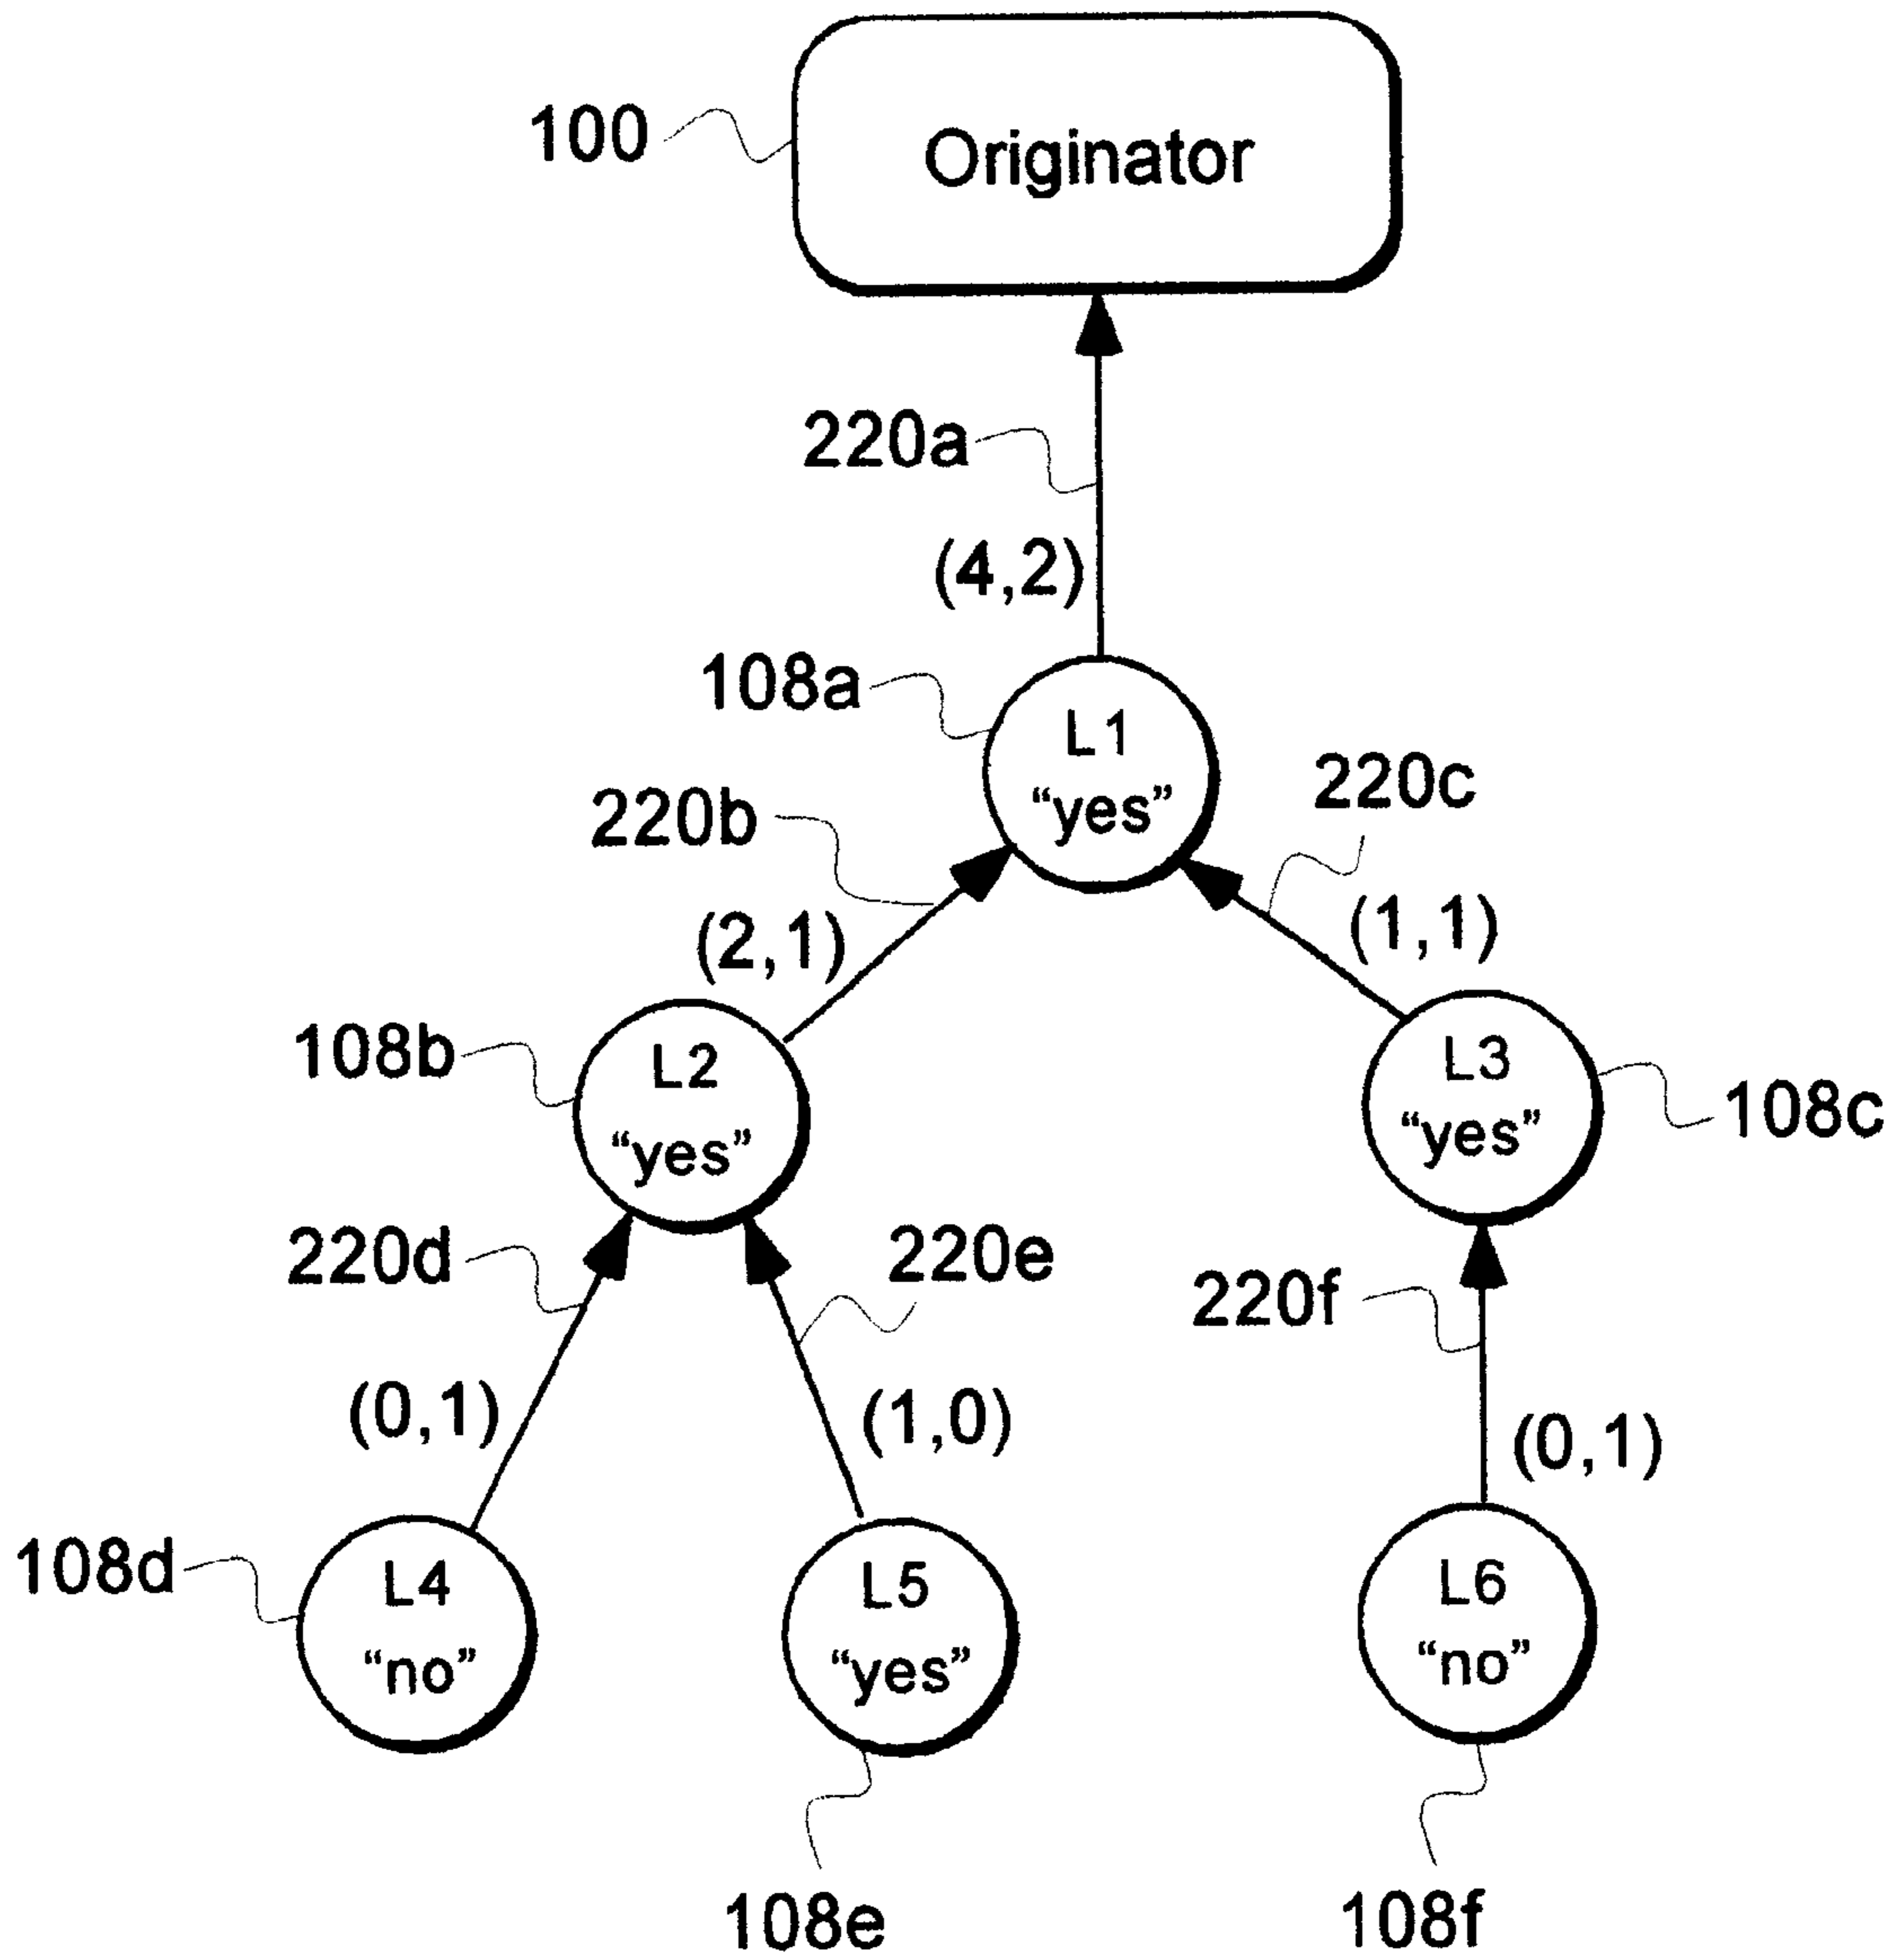 100
Originator
220a
(4,2)
108a
L1
“yes”
220b
220c
(2,1)
(1,1)
108b
L2
“yes”
L3
“yes”
108c
220d
220e
220f
(0,1)
(1,0)
(0,1)
108d
L4
“no”
L5
“yes”
L6
“no”
108e
108f